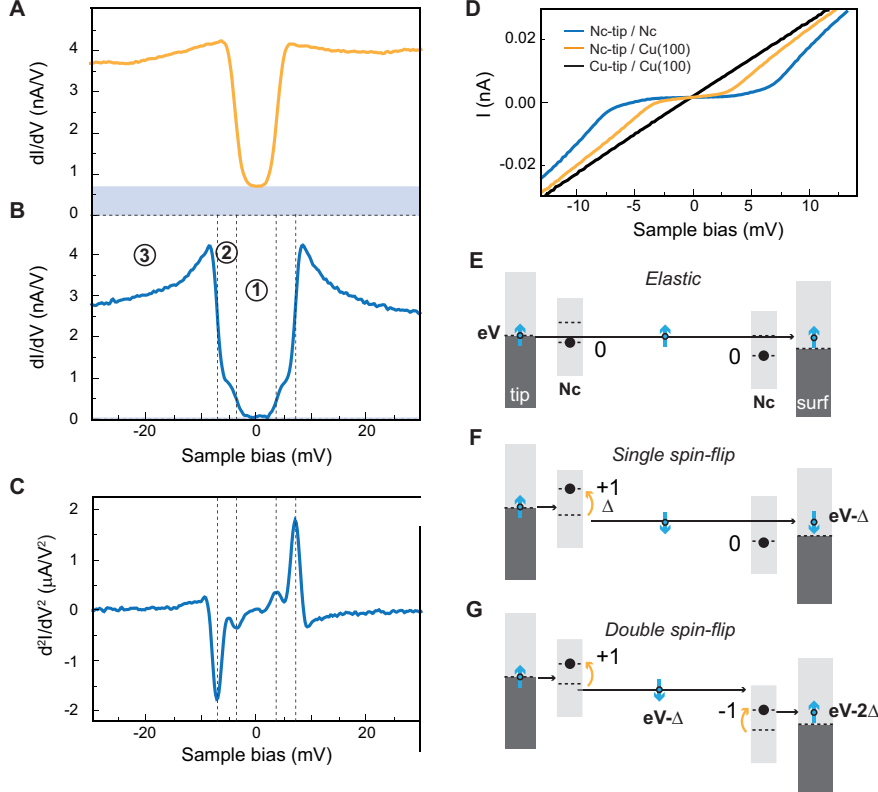 A
dI/dV (nA/V)
4
3
2
1
0
B
dI/dV (nA/V)
4
3
2
1
0
③
②
①
-20
0
20
Sample bias (mV)
C
d²I/dV² (µA/V²)
2
1
0
-1
-2
-20
0
20
Sample bias (mV)
D
I (nA)
0.02
0.00
-0.02
Nc-tip / Nc
Nc-tip / Cu(100)
Cu-tip / Cu(100)
-10
-5
0
5
10
Sample bias (mV)
E
Elastic
eV
0
0
tip
Nc
Nc
surf
F
Single spin-flip
+1
Δ
eV-Δ
0
G
Double spin-flip
+1
eV-Δ
-1
eV-2Δ